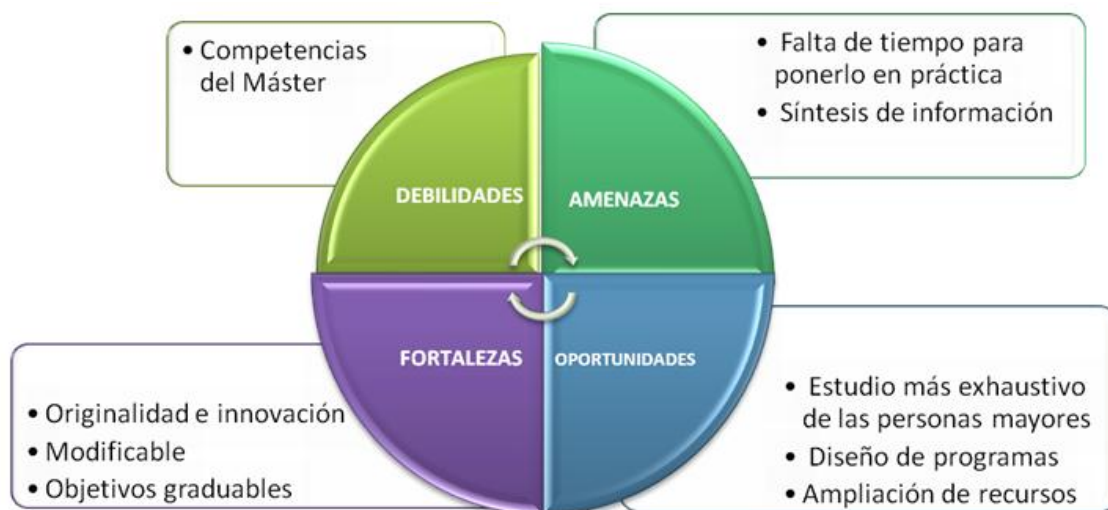 • Competencias
del Máster
• Falta de tiempo para
ponerlo en práctica
• Síntesis de información
DEBILIDADES
AMENAZAS
FORTALEZAS
OPORTUNIDADES
• Originalidad e innovación
• Modificable
• Objetivos graduables
• Estudio más exhaustivo
de las personas mayores
• Diseño de programas
• Ampliación de recursos